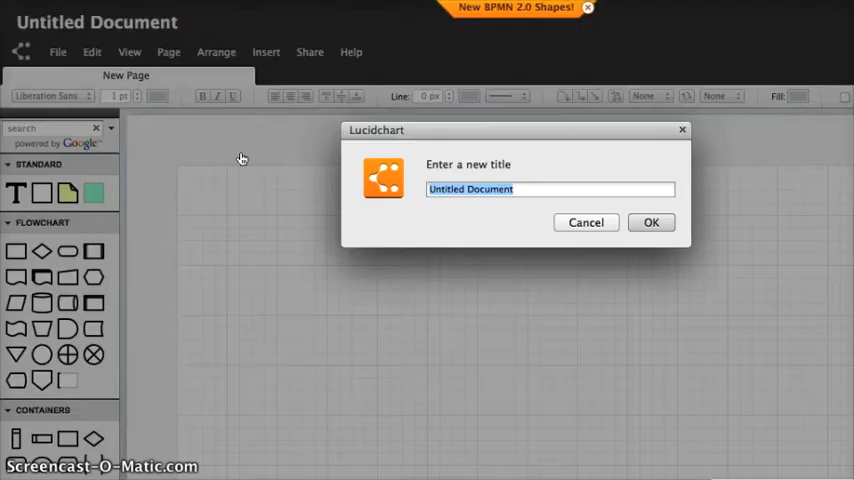 New BPMN 2.0 Shapes!
Untitled Document
File Edit View Page Arrange Insert Share Help
New Page
Liberation Sans 1 pt B I U Line: 0 px None None Fill:
search
powered by Google™
STANDARD
T
FLOWCHART
CONTAINERS
Lucidchart
Enter a new title
Untitled Document
Cancel OK
Screencast-O-Matic.com